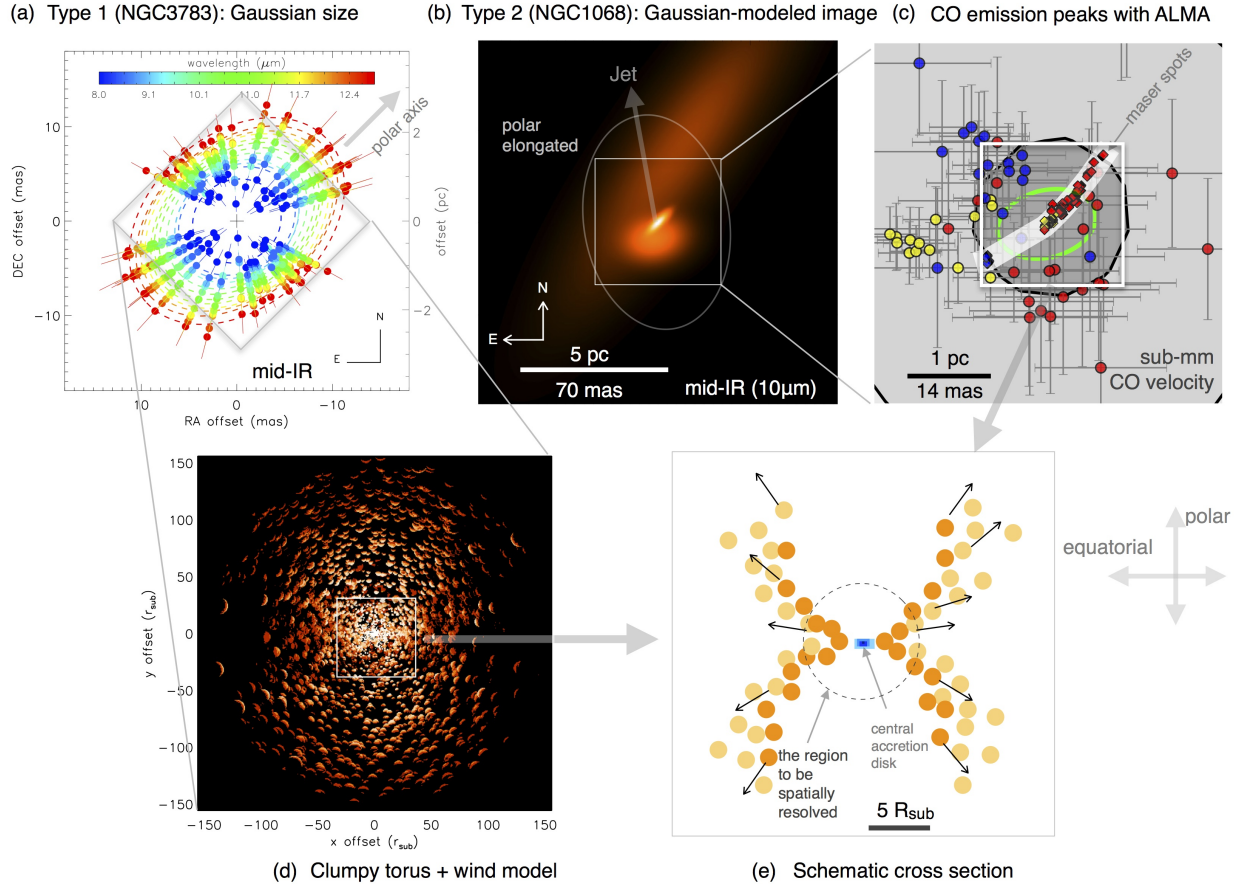 (a) Type 1 (NGC3783): Gaussian size
wavelength (μm)
8.0 9.1 10.1 11.0 11.7 12.4
polar axis
10
0
-10
DEC offset (mas)
2
0
-2
offset (pc)
N
E
mid-IR
10 0 -10
RA offset (mas)
(b) Type 2 (NGC1068): Gaussian-modeled image
Jet
polar
elongated
N
E
5 pc
70 mas
mid-IR (10μm)
(c) CO emission peaks with ALMA
maser spots
1 pc
14 mas
sub-mm
CO velocity
150
100
50
0
-50
-100
-150
y offset (rsub)
-150 -100 -50 0 50 100 150
x offset (rsub)
(d) Clumpy torus + wind model
the region
to be
spatially
resolved
central
accretion
disk
5 Rsub
equatorial
polar
(e) Schematic cross section